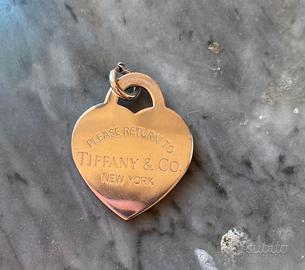 PLEASE RETURN TO
TIFFANY & CO.
NEW YORK
subito